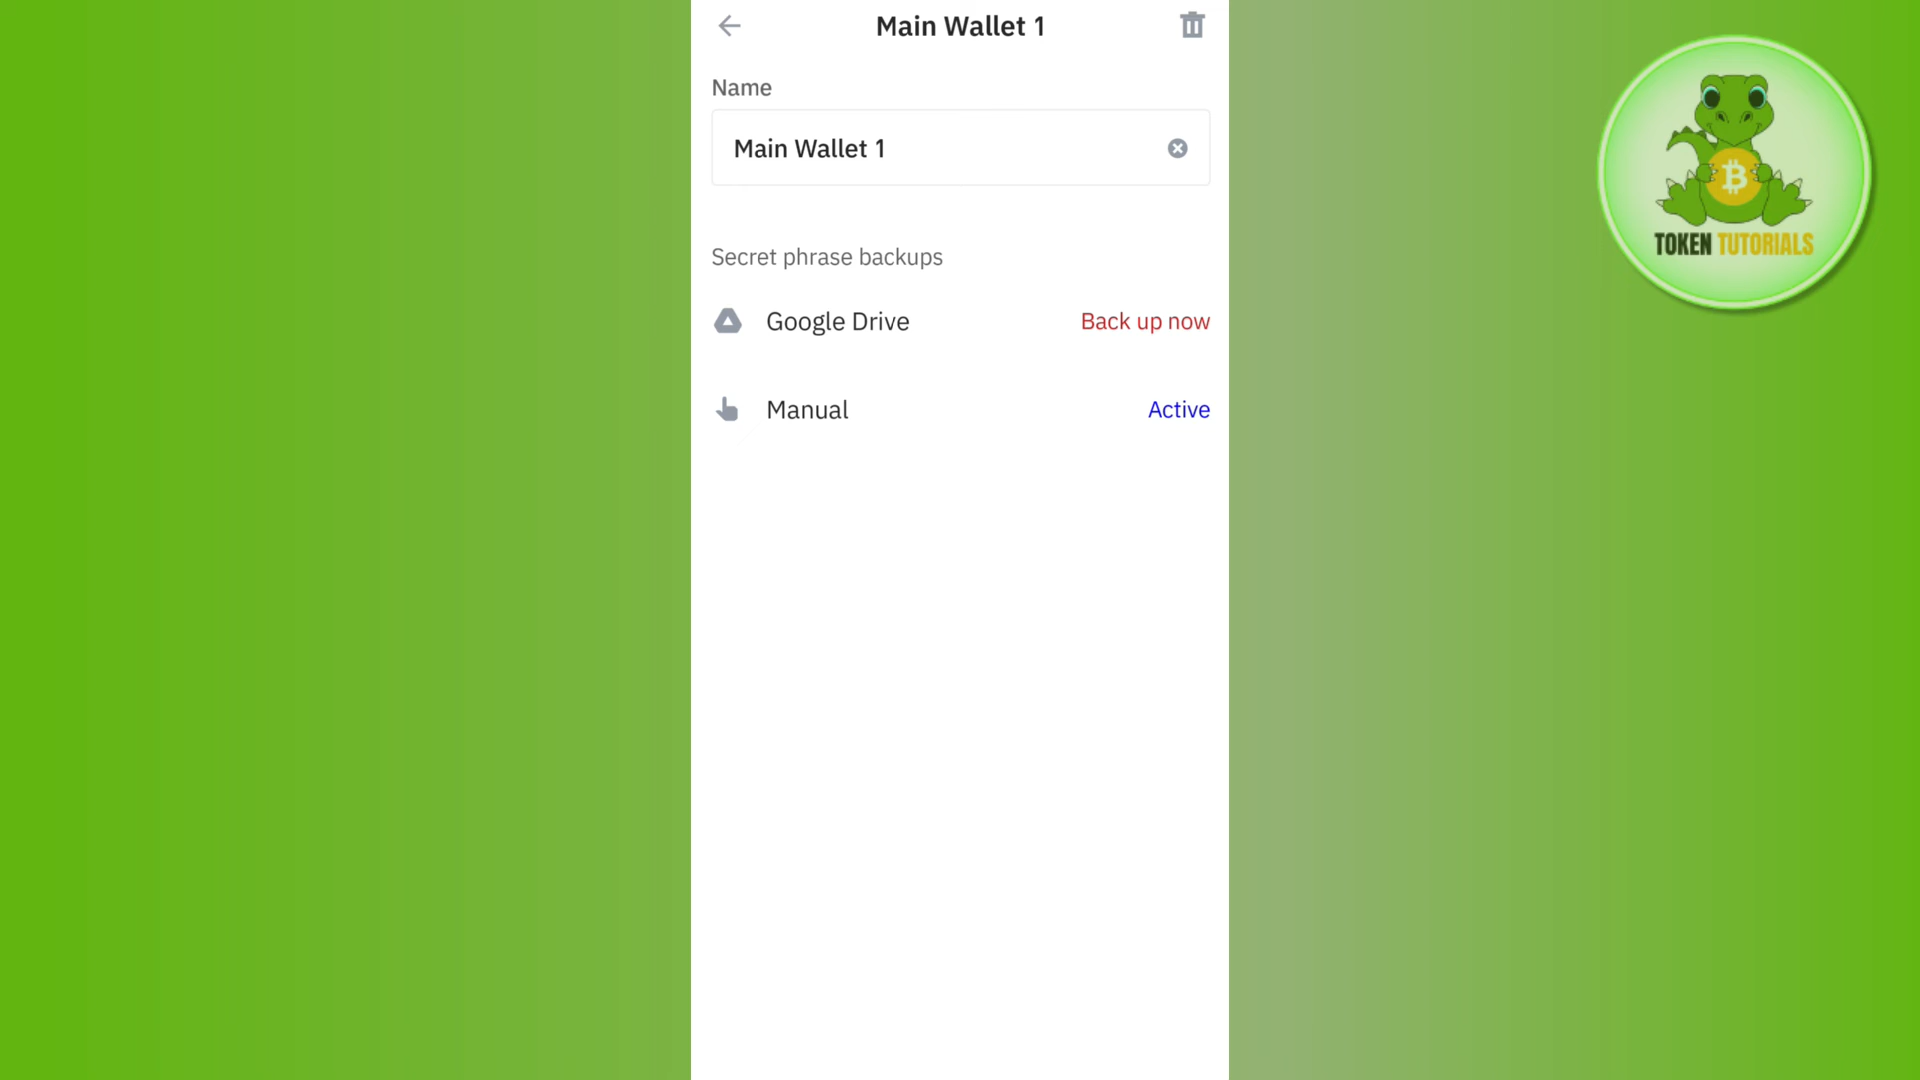 Main Wallet 1
Name
Main Wallet 1
Secret phrase backups
Google Drive Back up now
Manual Active
TOKEN TUTORIALS